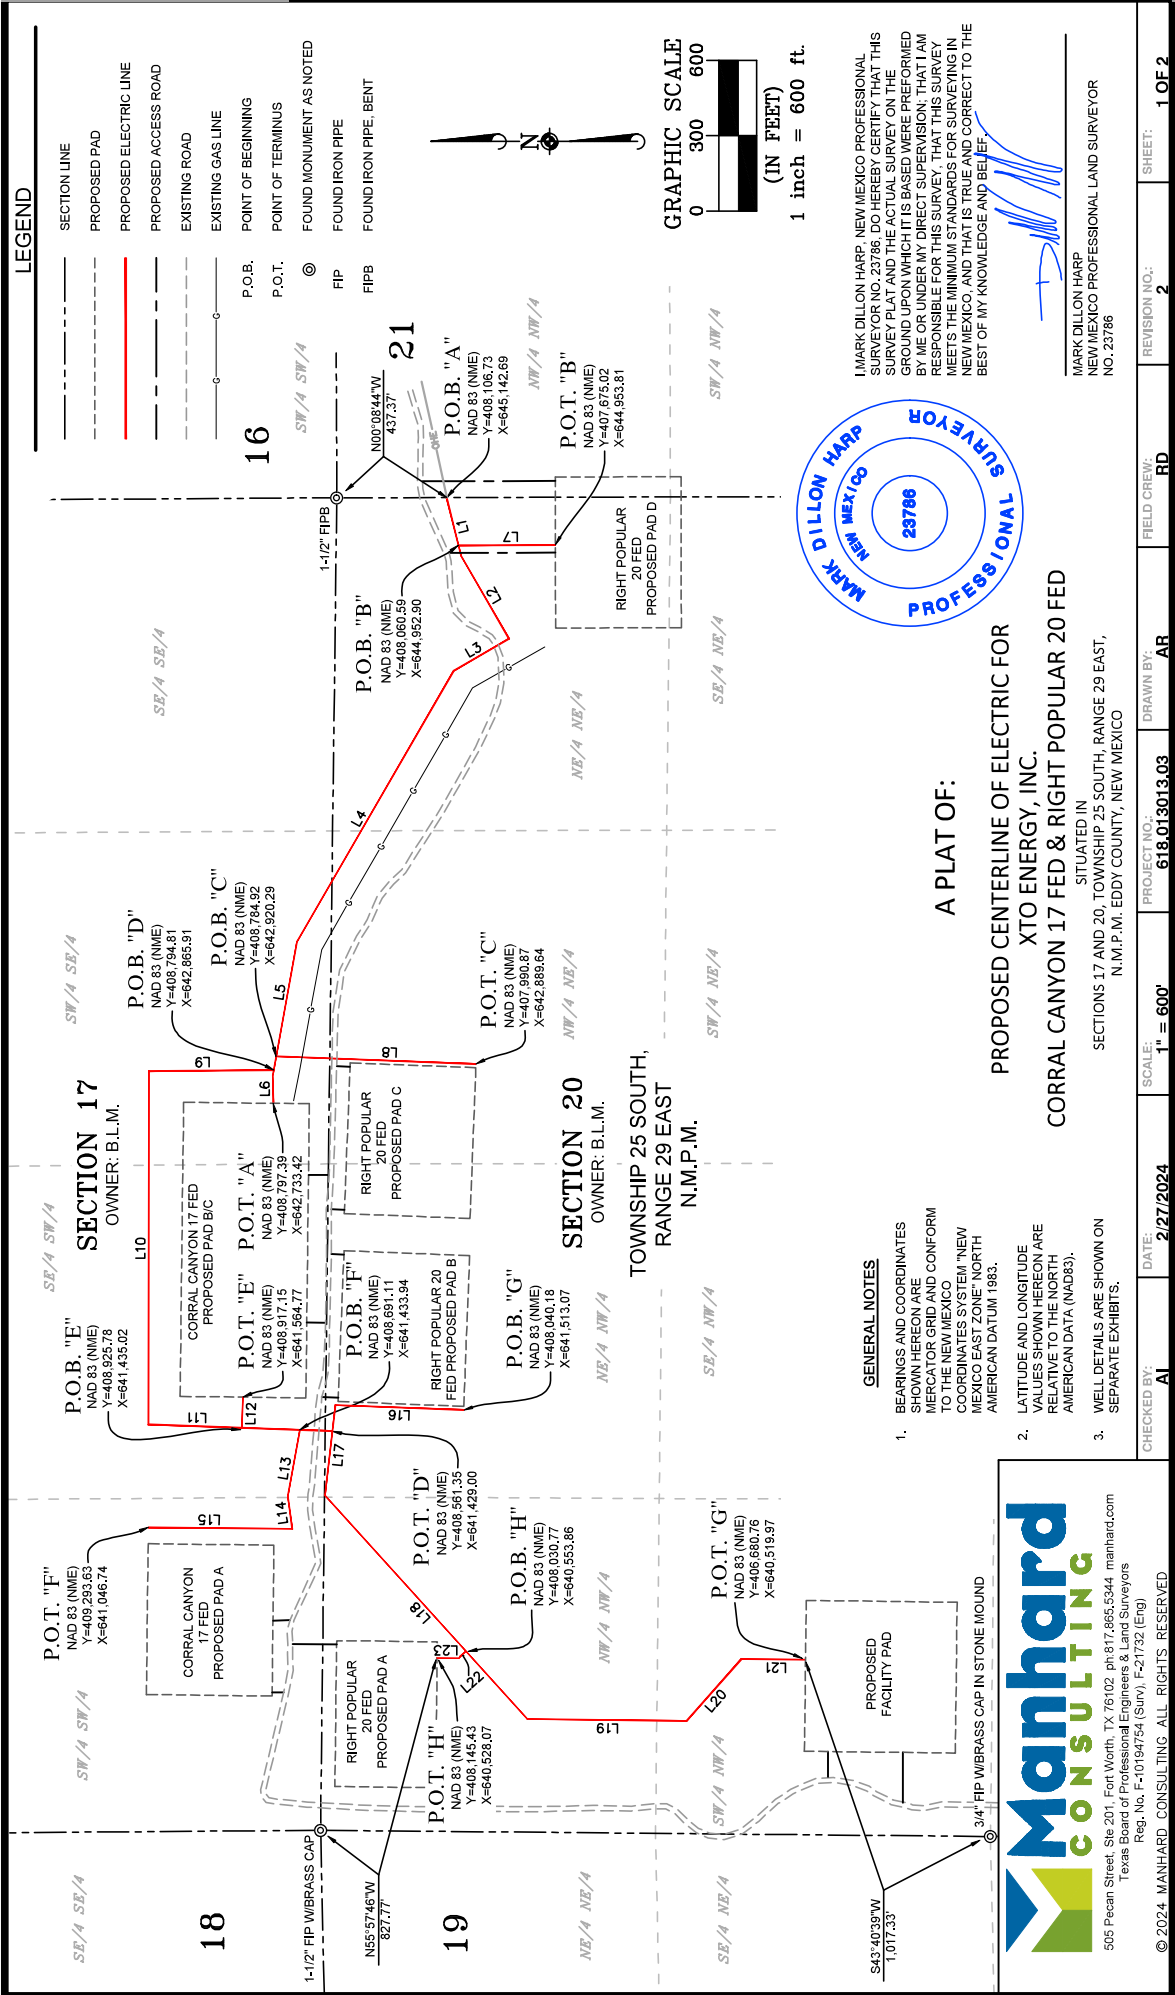 LEGEND
SECTION LINE
PROPOSED PAD
PROPOSED ELECTRIC LINE
PROPOSED ACCESS ROAD
EXISTING ROAD
G
EXISTING GAS LINE
P.O.B.
POINT OF BEGINNING
P.O.T.
POINT OF TERMINUS
FOUND MONUMENT AS NOTED
FIP
FOUND IRON PIPE
FIPB
FOUND IRON PIPE, BENT
N
GRAPHIC SCALE
0 300 600
(IN FEET)
1 inch = 600 ft.
SE/4 SE/4
SW/4 SW/4
SE/4 SW/4
SW/4 SE/4
SE/4 SE/4
SW/4 SW/4
18
16
19
21
P.O.T. "F"
NAD 83 (NME)
Y=409,293.63
X=641,046.74
P.O.B. "E"
NAD 83 (NME)
Y=408,925.78
X=641,435.02
SECTION 17
OWNER: B.L.M.
P.O.B. "D"
NAD 83 (NME)
Y=408,794.81
X=642,865.91
P.O.B. "C"
NAD 83 (NME)
Y=408,784.92
X=642,920.29
CORRAL CANYON
17 FED
PROPOSED PAD A
CORRAL CANYON 17 FED
PROPOSED PAD B/C
P.O.T. "E"
NAD 83 (NME)
Y=408,917.15
X=641,564.77
P.O.T. "A"
NAD 83 (NME)
Y=408,797.39
X=642,733.42
L15
L14
L13
L11
L12
L10
L9
L6
L5
L4
L3
L2
L1
L7
L8
L16
L17
L18
L19
L20
L21
L22
L23
G
G
G
G
G
1-1/2" FIP W/BRASS CAP
1-1/2" FIPB
N55°57'46"W
827.77'
N00°08'44"W
437.37'
OHE
P.O.B. "F"
NAD 83 (NME)
Y=408,691.11
X=641,433.94
P.O.B. "B"
NAD 83 (NME)
Y=408,060.59
X=644,952.90
P.O.B. "A"
NAD 83 (NME)
Y=408,106.73
X=645,142.69
RIGHT POPULAR
20 FED
PROPOSED PAD A
RIGHT POPULAR 20
FED PROPOSED PAD B
RIGHT POPULAR
20 FED
PROPOSED PAD C
RIGHT POPULAR
20 FED
PROPOSED PAD D
P.O.T. "H"
NAD 83 (NME)
Y=408,145.43
X=640,528.07
P.O.T. "D"
NAD 83 (NME)
Y=408,561.35
X=641,429.00
P.O.B. "H"
NAD 83 (NME)
Y=408,030.77
X=640,553.86
P.O.B. "G"
NAD 83 (NME)
Y=408,040.18
X=641,513.07
P.O.T. "C"
NAD 83 (NME)
Y=407,990.87
X=642,889.64
P.O.T. "B"
NAD 83 (NME)
Y=407,675.02
X=644,953.81
NE/4 NE/4
NW/4 NW/4
NE/4 NW/4
NW/4 NE/4
NE/4 NE/4
NW/4 NW/4
SECTION 20
OWNER: B.L.M.
TOWNSHIP 25 SOUTH,
RANGE 29 EAST
N.M.P.M.
SE/4 NE/4
SW/4 NW/4
SE/4 NW/4
SW/4 NE/4
SE/4 NE/4
SW/4 NW/4
P.O.T. "G"
NAD 83 (NME)
Y=406,680.76
X=640,519.97
PROPOSED
FACILITY PAD
S43°40'39"W
1,017.33'
3/4" FIP W/BRASS CAP IN STONE MOUND
GENERAL NOTES
1. BEARINGS AND COORDINATES
SHOWN HEREON ARE
MERCATOR GRID AND CONFORM
TO THE NEW MEXICO
COORDINATES SYSTEM "NEW
MEXICO EAST ZONE" NORTH
AMERICAN DATUM 1983.
2. LATITUDE AND LONGITUDE
VALUES SHOWN HEREON ARE
RELATIVE TO THE NORTH
AMERICAN DATA (NAD83).
3. WELL DETAILS ARE SHOWN ON
SEPARATE EXHIBITS.
A PLAT OF:
PROPOSED CENTERLINE OF ELECTRIC FOR
XTO ENERGY, INC.
CORRAL CANYON 17 FED & RIGHT POPULAR 20 FED
SITUATED IN
SECTIONS 17 AND 20, TOWNSHIP 25 SOUTH, RANGE 29 EAST,
N.M.P.M. EDDY COUNTY, NEW MEXICO
MARK DILLON HARP
NEW MEXICO
23786
PROFESSIONAL SURVEYOR
I,MARK DILLON HARP, NEW MEXICO PROFESSIONAL
SURVEYOR NO. 23786, DO HEREBY CERTIFY THAT THIS
SURVEY PLAT AND THE ACTUAL SURVEY ON THE
GROUND UPON WHICH IT IS BASED WERE PREFORMED
BY ME OR UNDER MY DIRECT SUPERVISION; THAT I AM
RESPONSIBLE FOR THIS SURVEY, THAT THIS SURVEY
MEETS THE MINIMUM STANDARDS FOR SURVEYING IN
NEW MEXICO, AND THAT IS TRUE AND CORRECT TO THE
BEST OF MY KNOWLEDGE AND BELIEF.
MARK DILLON HARP
NEW MEXICO PROFESSIONAL LAND SURVEYOR
NO. 23786
Manhard
CONSULTING
505 Pecan Street, Ste 201, Fort Worth, TX 76102 ph:817.865.5344 manhard.com
Texas Board of Professional Engineers & Land Surveyors
Reg. No. F-10194754 (Surv), F-21732 (Eng)
© 2024 MANHARD CONSULTING ALL RIGHTS RESERVED
CHECKED BY: AI
DATE: 2/27/2024
SCALE: 1" = 600'
PROJECT NO.: 618.013013.03
DRAWN BY: AR
FIELD CREW: RD
REVISION NO.: 2
SHEET: 1 OF 2